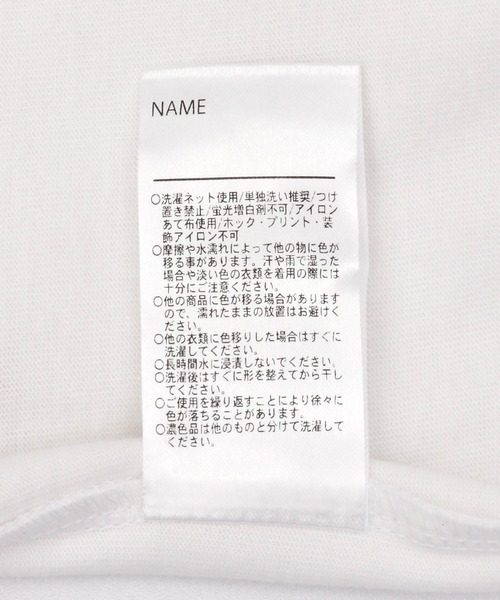 NAME
○洗濯ネット使用/単独洗い推奨/つけ
置き禁止/蛍光増白剤不可/アイロン
あて布使用/ホック・プリント・装
飾アイロン不可
○摩擦や水濡れによって他の物に色が
移る事があります。汗や雨で湿った
場合や淡い色の衣類を着用の際には
十分にご注意ください。
○他の商品に色が移る場合があります
ので、濡れたままの放置はお避けく
ださい。
○他の衣類に色移りした場合はすぐに
洗濯してください。
○長時間水に浸漬しないでください。
○洗濯後はすぐに形を整えてから干し
てください。
○ご使用を繰り返すことにより徐々に
色が落ちることがあります。
○濃色品は他のものと分けて洗濯して
ください。